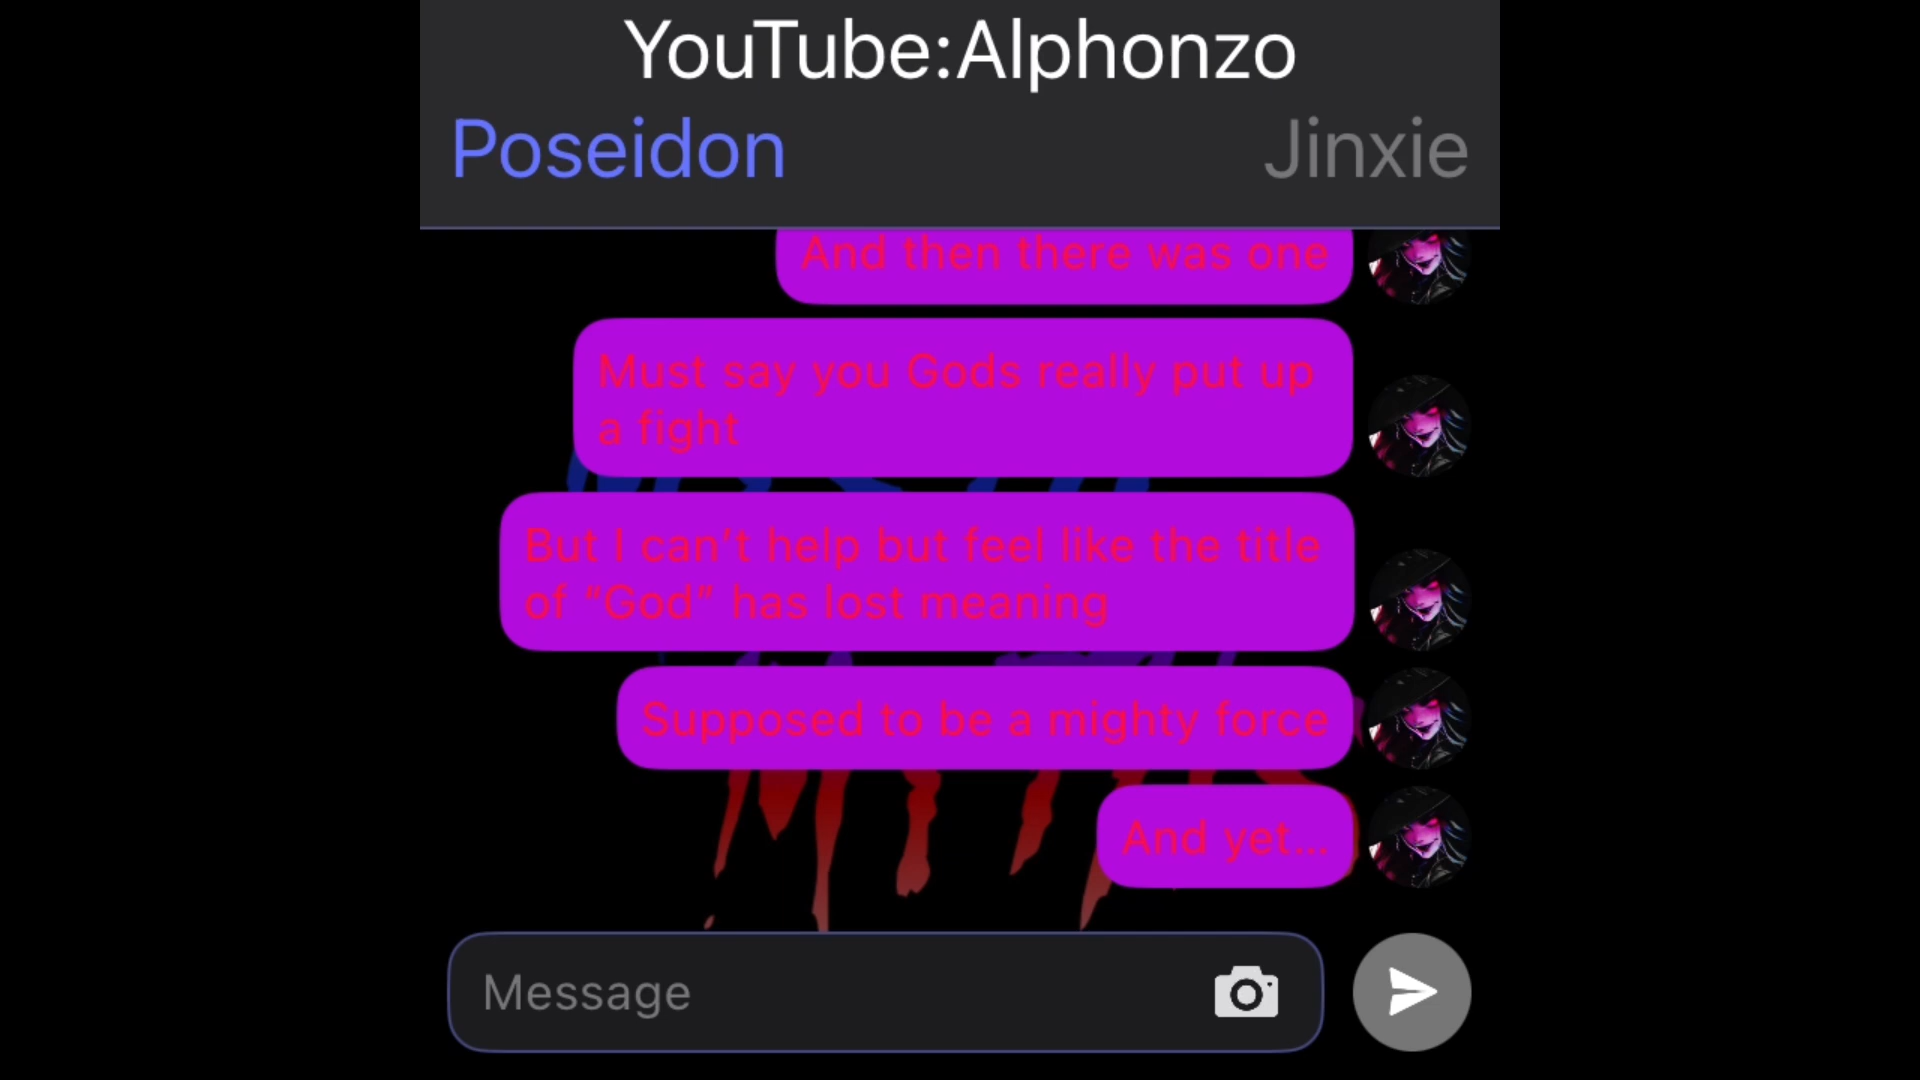 YouTube:Alphonzo
Poseidon
Jinxie
And then there was one
Must say you Gods really put up
a fight
But I can’t help but feel like the title
of “God” has lost meaning
Supposed to be a mighty force
And yet...
Message